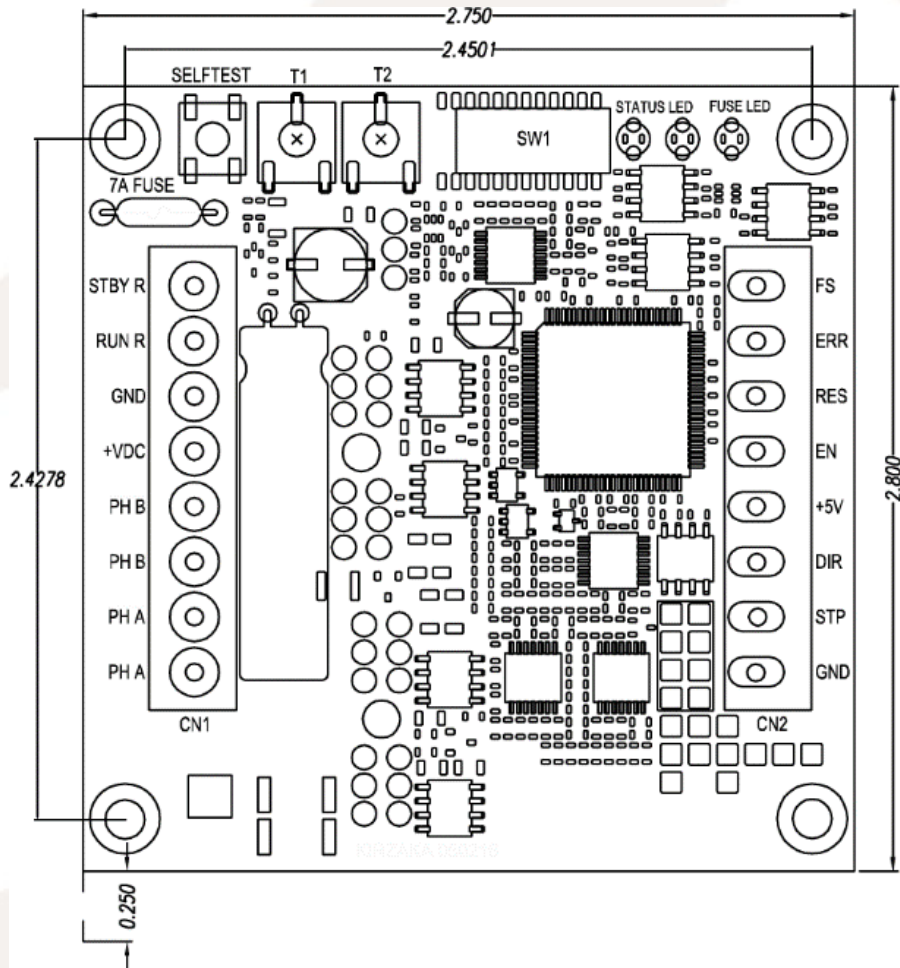 2.750
2.4501
SELFTEST
T1
T2
SW1
STATUS LED
FUSE LED
7A FUSE
STBY R
RUN R
GND
+VDC
PH B
PH B
PH A
PH A
CN1
FS
ERR
RES
EN
+5V
DIR
STP
GND
CN2
2.4278
2.800
0.250